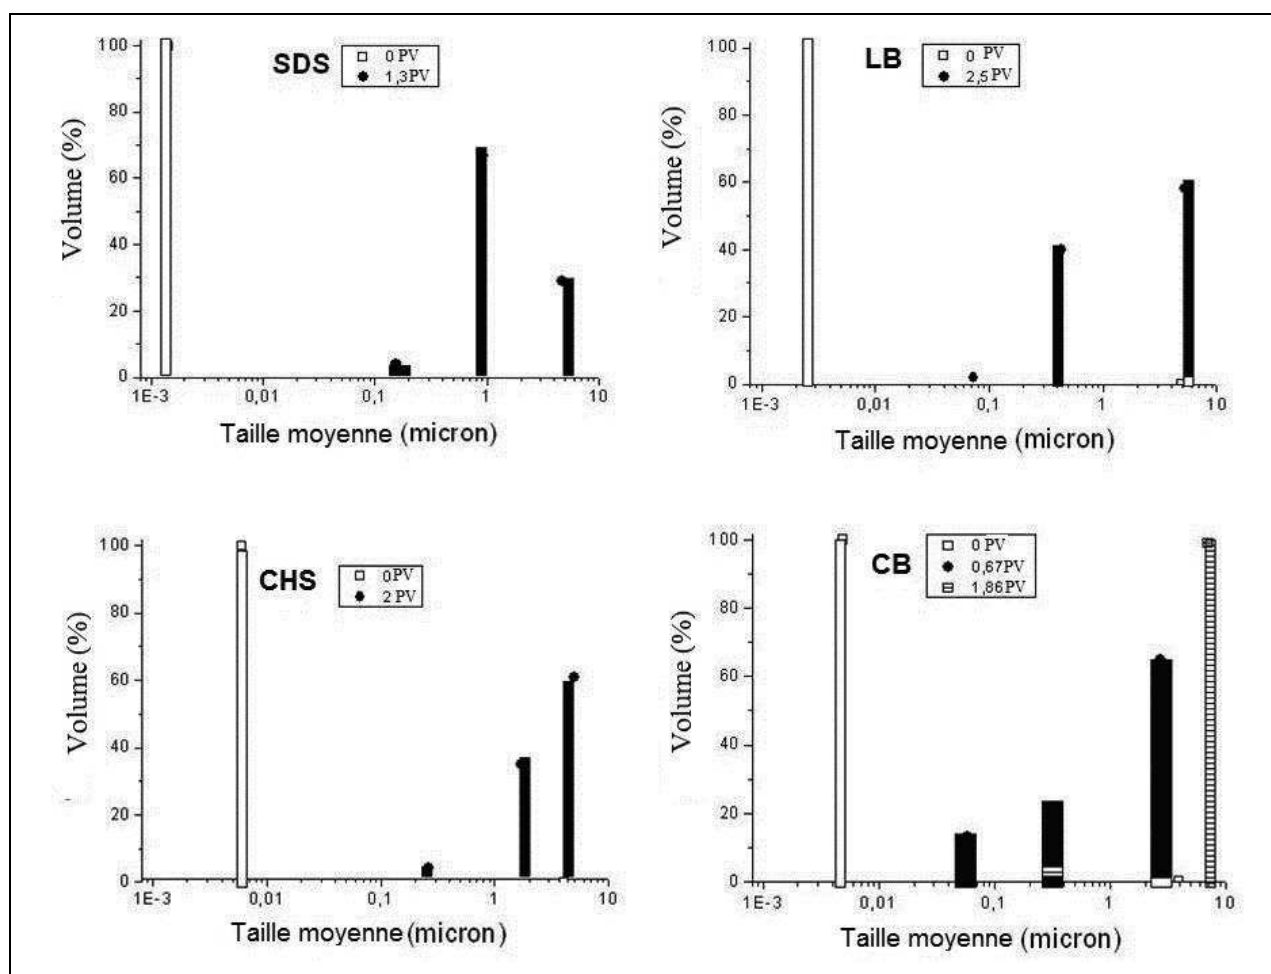 SDS
0 PV
1,3PV
100
80
60
40
20
0
Volume (%)
1E-3 0,01 0,1 1 10
Taille moyenne (micron)
LB
0 PV
2,5PV
100
80
60
40
20
0
Volume (%)
1E-3 0,01 0,1 1 10
Taille moyenne (micron)
CHS
0PV
2 PV
100
80
60
40
20
0
Volume (%)
1E-3 0,01 0,1 1 10
Taille moyenne (micron)
CB
0 PV
0,67PV
1,86PV
100
80
60
40
20
0
Volume (%)
1E-3 0,01 0,1 1 10
Taille moyenne (micron)